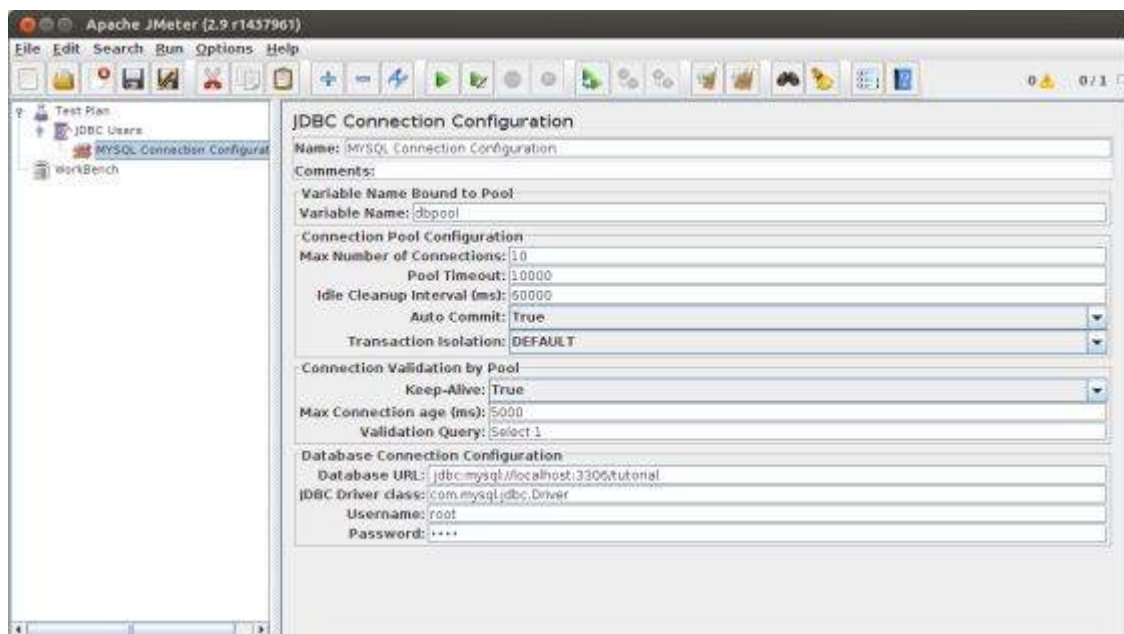 Apache JMeter (2.9 r1437961)
File Edit Search Run Options Help
0 0/1
Test Plan
JDBC Users
MYSQL Connection Configurat
WorkBench
JDBC Connection Configuration
Name: MYSQL Connection Configuration
Comments:
Variable Name Bound to Pool
Variable Name: dbpool
Connection Pool Configuration
Max Number of Connections: 10
Pool Timeout: 10000
Idle Cleanup Interval (ms): 60000
Auto Commit: True
Transaction Isolation: DEFAULT
Connection Validation by Pool
Keep-Alive: True
Max Connection age (ms): 5000
Validation Query: Select 1
Database Connection Configuration
Database URL: jdbc:mysql://localhost:3306/tutorial
JDBC Driver class: com.mysql.jdbc.Driver
Username: root
Password: ••••